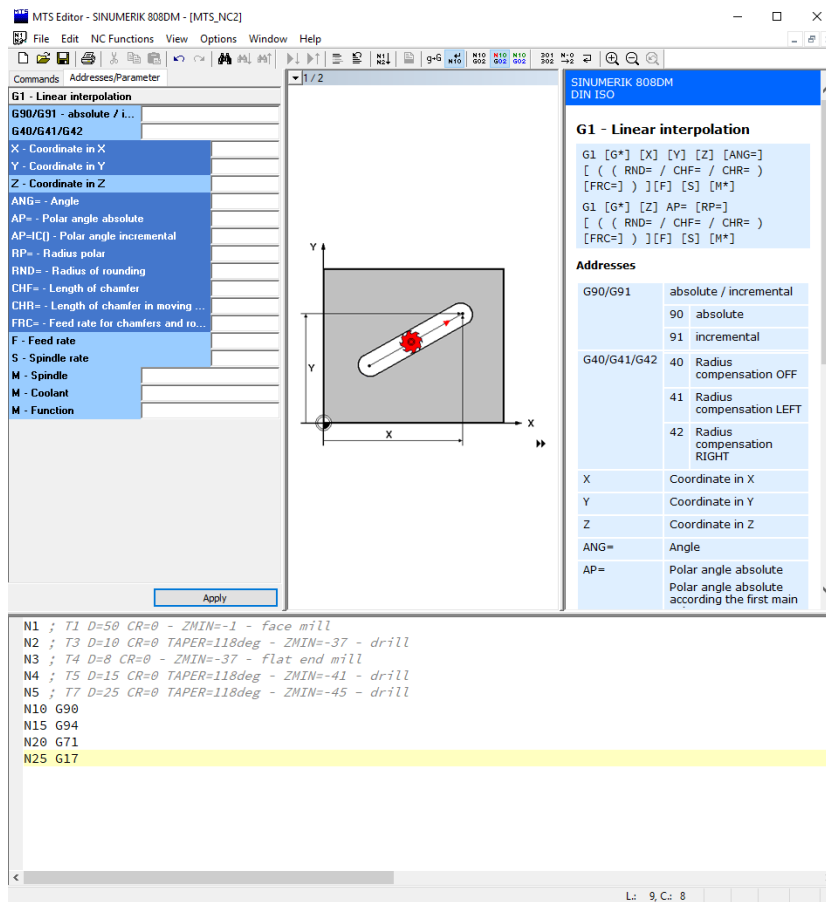 MTS Editor - SINUMERIK 808DM - [MTS_NC2]
File Edit NC Functions View Options Window Help
Commands Addresses/Parameter
G1 - Linear interpolation
G90/G91 - absolute / i...
G40/G41/G42
X - Coordinate in X
Y - Coordinate in Y
Z - Coordinate in Z
ANG= - Angle
AP= - Polar angle absolute
AP=IC() - Polar angle incremental
RP= - Radius polar
RND= - Radius of rounding
CHF= - Length of chamfer
CHR= - Length of chamfer in moving ...
FRC= - Feed rate for chamfers and ro...
F - Feed rate
S - Spindle rate
M - Spindle
M - Coolant
M - Function
Apply
1 / 2
Y
Y
X
X
SINUMERIK 808DM
DIN ISO
G1 - Linear interpolation
G1 [G*] [X] [Y] [Z] [ANG=]
[ ( ( RND= / CHF= / CHR= )
[FRC=] ) ][F] [S] [M*]
G1 [G*] [Z] AP= [RP=]
[ ( ( RND= / CHF= / CHR= )
[FRC=] ) ][F] [S] [M*]
Addresses
G90/G91 absolute / incremental
90 absolute
91 incremental
G40/G41/G42 40 Radius
compensation OFF
41 Radius
compensation LEFT
42 Radius
compensation
RIGHT
X Coordinate in X
Y Coordinate in Y
Z Coordinate in Z
ANG= Angle
AP= Polar angle absolute
Polar angle absolute
according the first main
N1 ; T1 D=50 CR=0 - ZMIN=-1 - face mill
N2 ; T3 D=10 CR=0 TAPER=118deg - ZMIN=-37 - drill
N3 ; T4 D=8 CR=0 - ZMIN=-37 - flat end mill
N4 ; T5 D=15 CR=0 TAPER=118deg - ZMIN=-41 - drill
N5 ; T7 D=25 CR=0 TAPER=118deg - ZMIN=-45 - drill
N10 G90
N15 G94
N20 G71
N25 G17
L.: 9, C.: 8